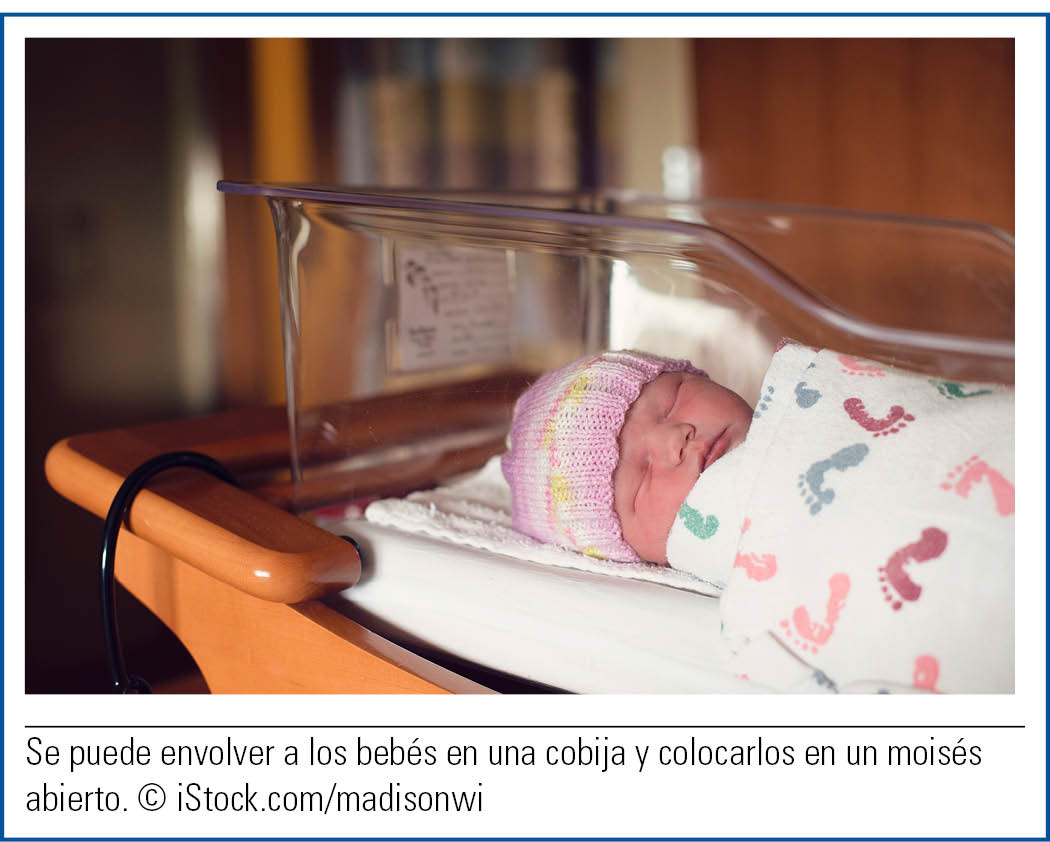 Se puede envolver a los bebés en una cobija y colocarlos en un moisés
abierto. © iStock.com/madisonwi